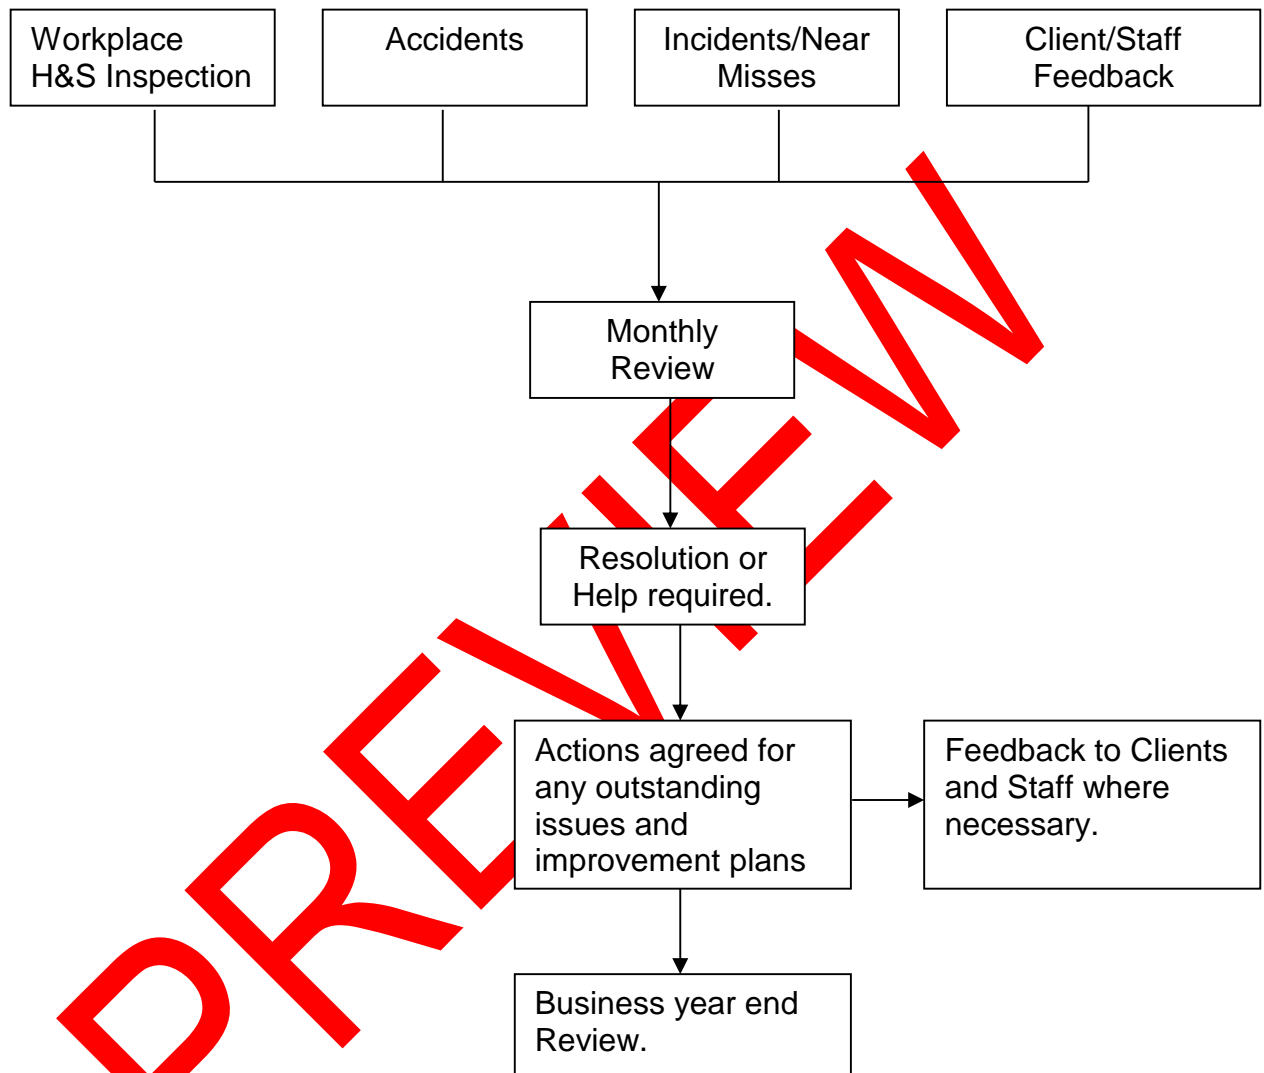 Workplace
H&S Inspection
Accidents
Incidents/Near
Misses
Client/Staff
Feedback
Monthly
Review
Resolution or
Help required.
Actions agreed for
any outstanding
issues and
improvement plans
Feedback to Clients
and Staff where
necessary.
Business year end
Review.
PREVIEW